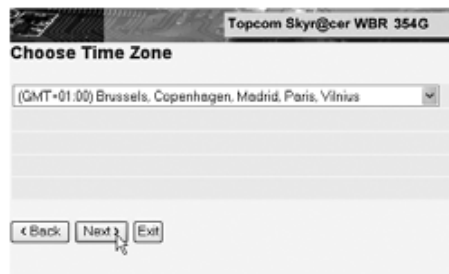 Topcom Skyr@cer WBR 354G
Choose Time Zone
(GMT+01:00) Brussels, Copenhagen, Madrid, Paris, Vilnius
< Back Next > Exit